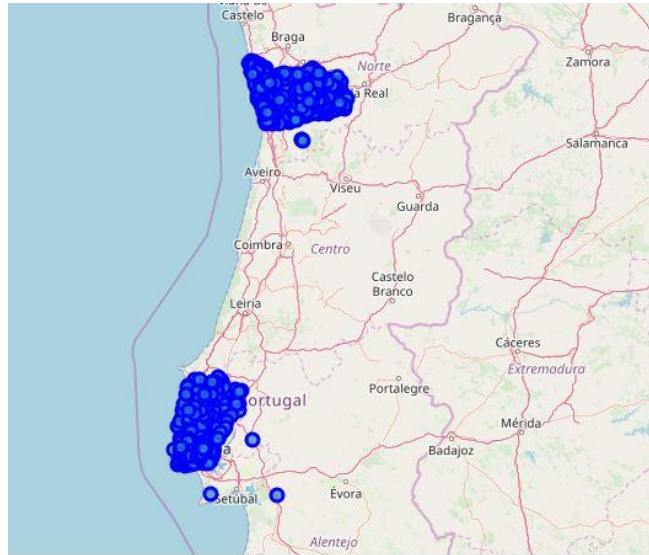 Castelo
Bragança
Braga
Norte
Zamora
Real
Salamanca
Aveiro
Viseu
Guarda
Coimbra
Centro
Castelo
Branco
Leiria
Cáceres
Extremadura
Portalegre
Mérida
Badajoz
Setúbal
Évora
Alentejo